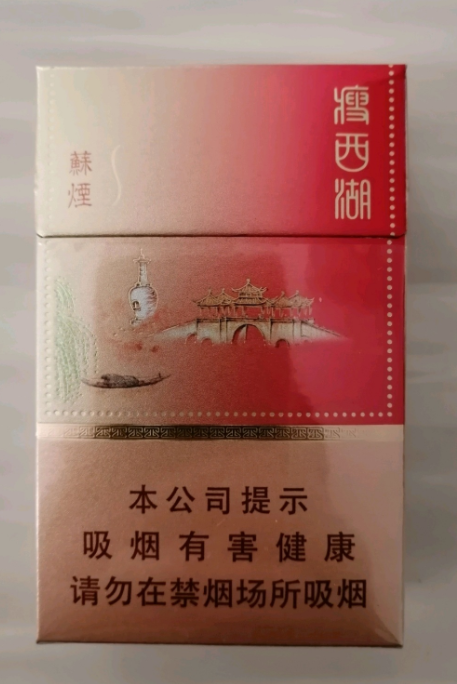 瘦西湖
蘇煙
本公司提示
吸烟有害健康
请勿在禁烟场所吸烟